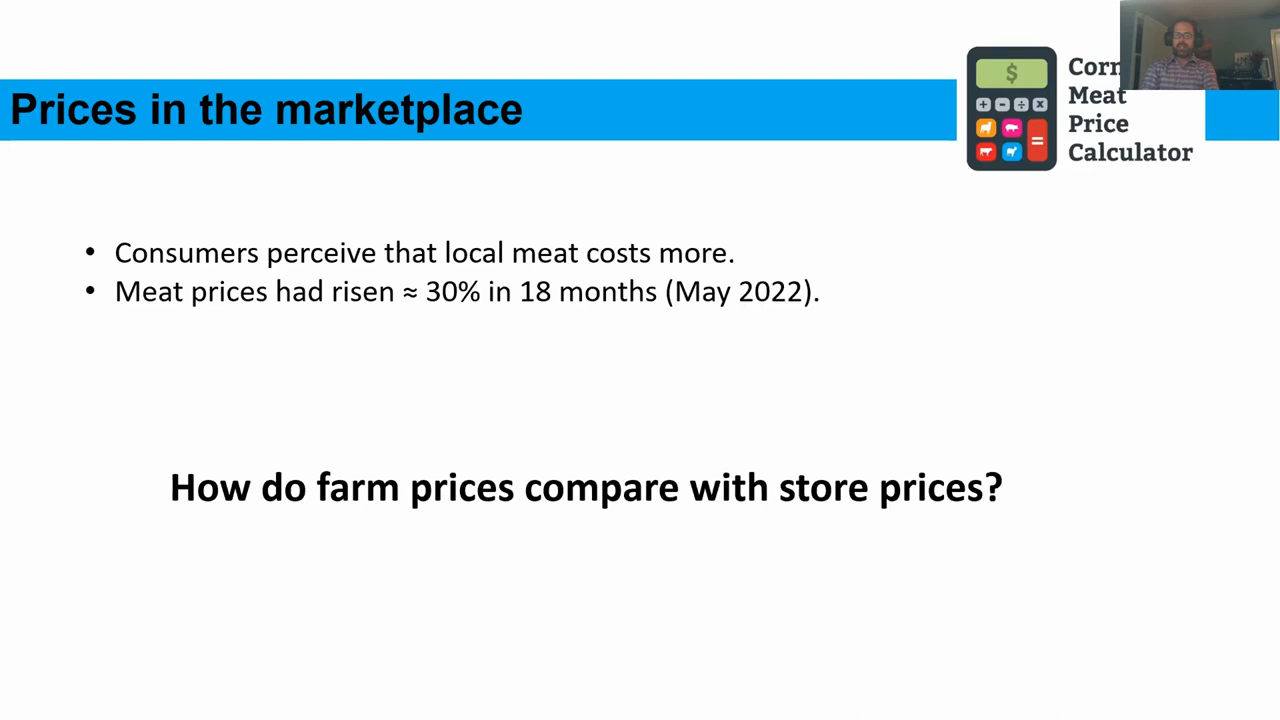 Prices in the marketplace
$
+ − ÷ x
=
Corn
Meat
Price
Calculator
• Consumers perceive that local meat costs more.
• Meat prices had risen ≈ 30% in 18 months (May 2022).
How do farm prices compare with store prices?